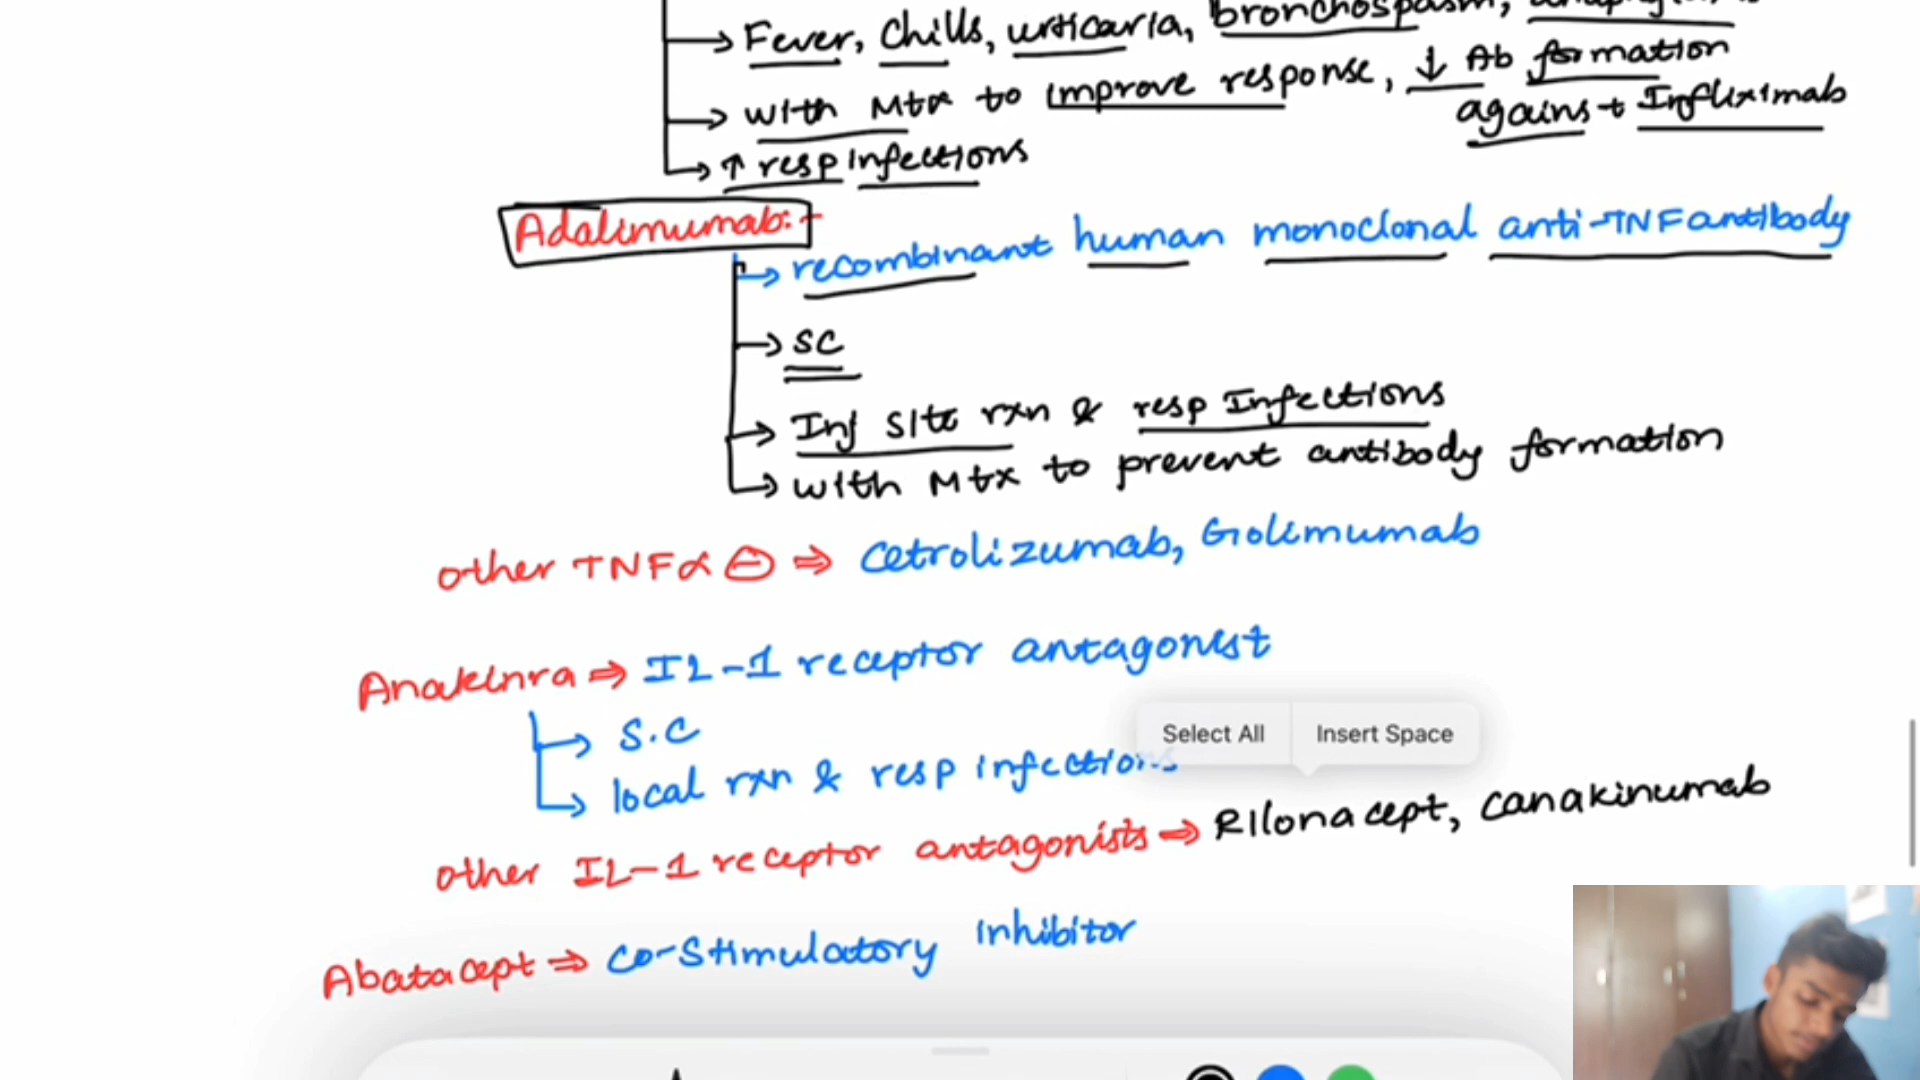 → Fever, chills, urticaria, bronchospasm,
→ with Mtx to improve response, ↓ Ab formation
against Infliximab
→ ↑ resp infections
Adalimumab:-
→ recombinant human monoclonal anti-TNF antibody
→ SC
→ Inj site rxn & resp Infections
→ with Mtx to prevent antibody formation
other TNFα ⊖ ⇒ Cetrolizumab, Golimumab
Anakinra ⇒ IL-1 receptor antagonist
→ S.C
Select All Insert Space
→ local rxn & resp infections
other IL-1 receptor antagonists ⇒ Rilonacept, canakinumab
Abatacept ⇒ co-stimulatory inhibitor